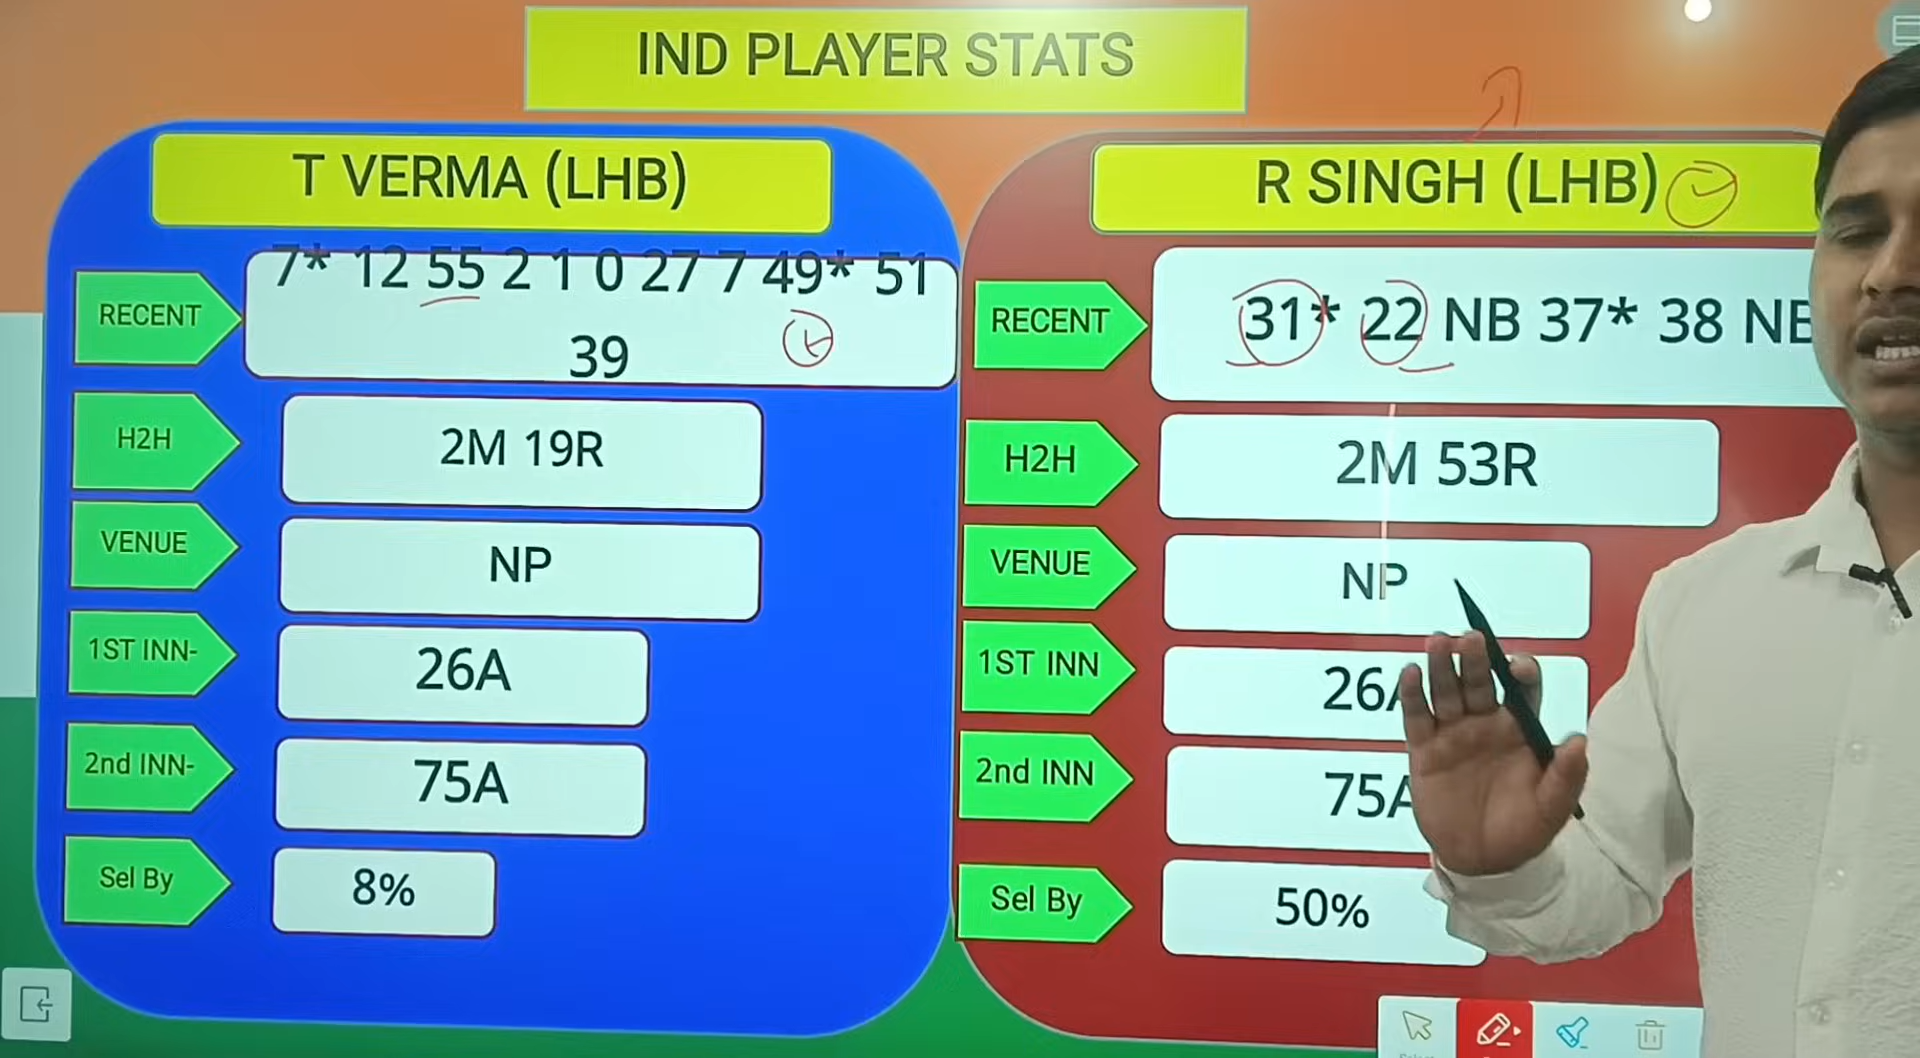 IND PLAYER STATS
T VERMA (LHB)
RECENT
7* 12 55 2 1 0 27 7 49* 51
39
H2H
2M 19R
VENUE
NP
1ST INN-
26A
2nd INN-
75A
Sel By
8%
R SINGH (LHB)
RECENT
31* 22 NB 37* 38
H2H
2M 53R
VENUE
NP
1ST INN
2nd INN
Sel By
50%